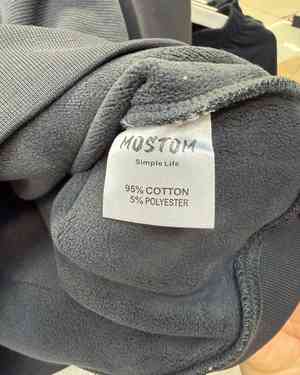 MOSTOM
Simple Life
95% COTTON
5% POLYESTER